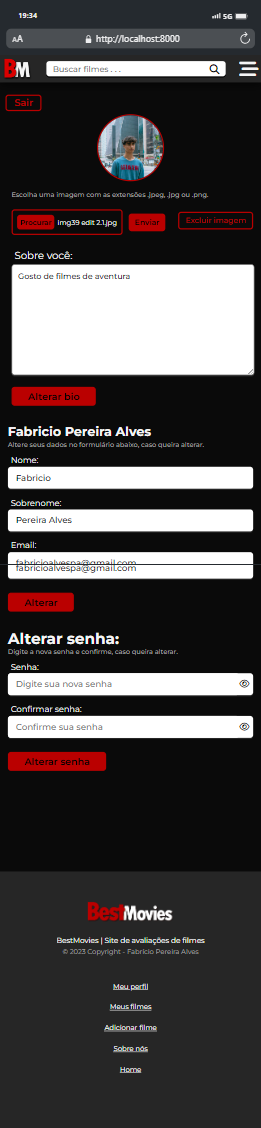 19:34
5G
AA
http://localhost:8000
BM
Buscar filmes . . .
Sair
Escolha uma imagem com as extensões .jpeg, .jpg ou .png.
Procurar
img39 edit 2.1.jpg
Enviar
Excluir imagem
Sobre você:
Gosto de filmes de aventura
Alterar bio
Fabricio Pereira Alves
Altere seus dados no formulário abaixo, caso queira alterar.
Nome:
Fabricio
Sobrenome:
Pereira Alves
Email:
fabricioalvespa@gmail.com
fabricioalvespa@gmail.com
Alterar
Alterar senha:
Digite a nova senha e confirme, caso queira alterar.
Senha:
Digite sua nova senha
Confirmar senha:
Confirme sua senha
Alterar senha
BestMovies
BestMovies | Site de avaliações de filmes
© 2023 Copyright - Fabricio Pereira Alves
Meu perfil
Meus filmes
Adicionar filme
Sobre nós
Home